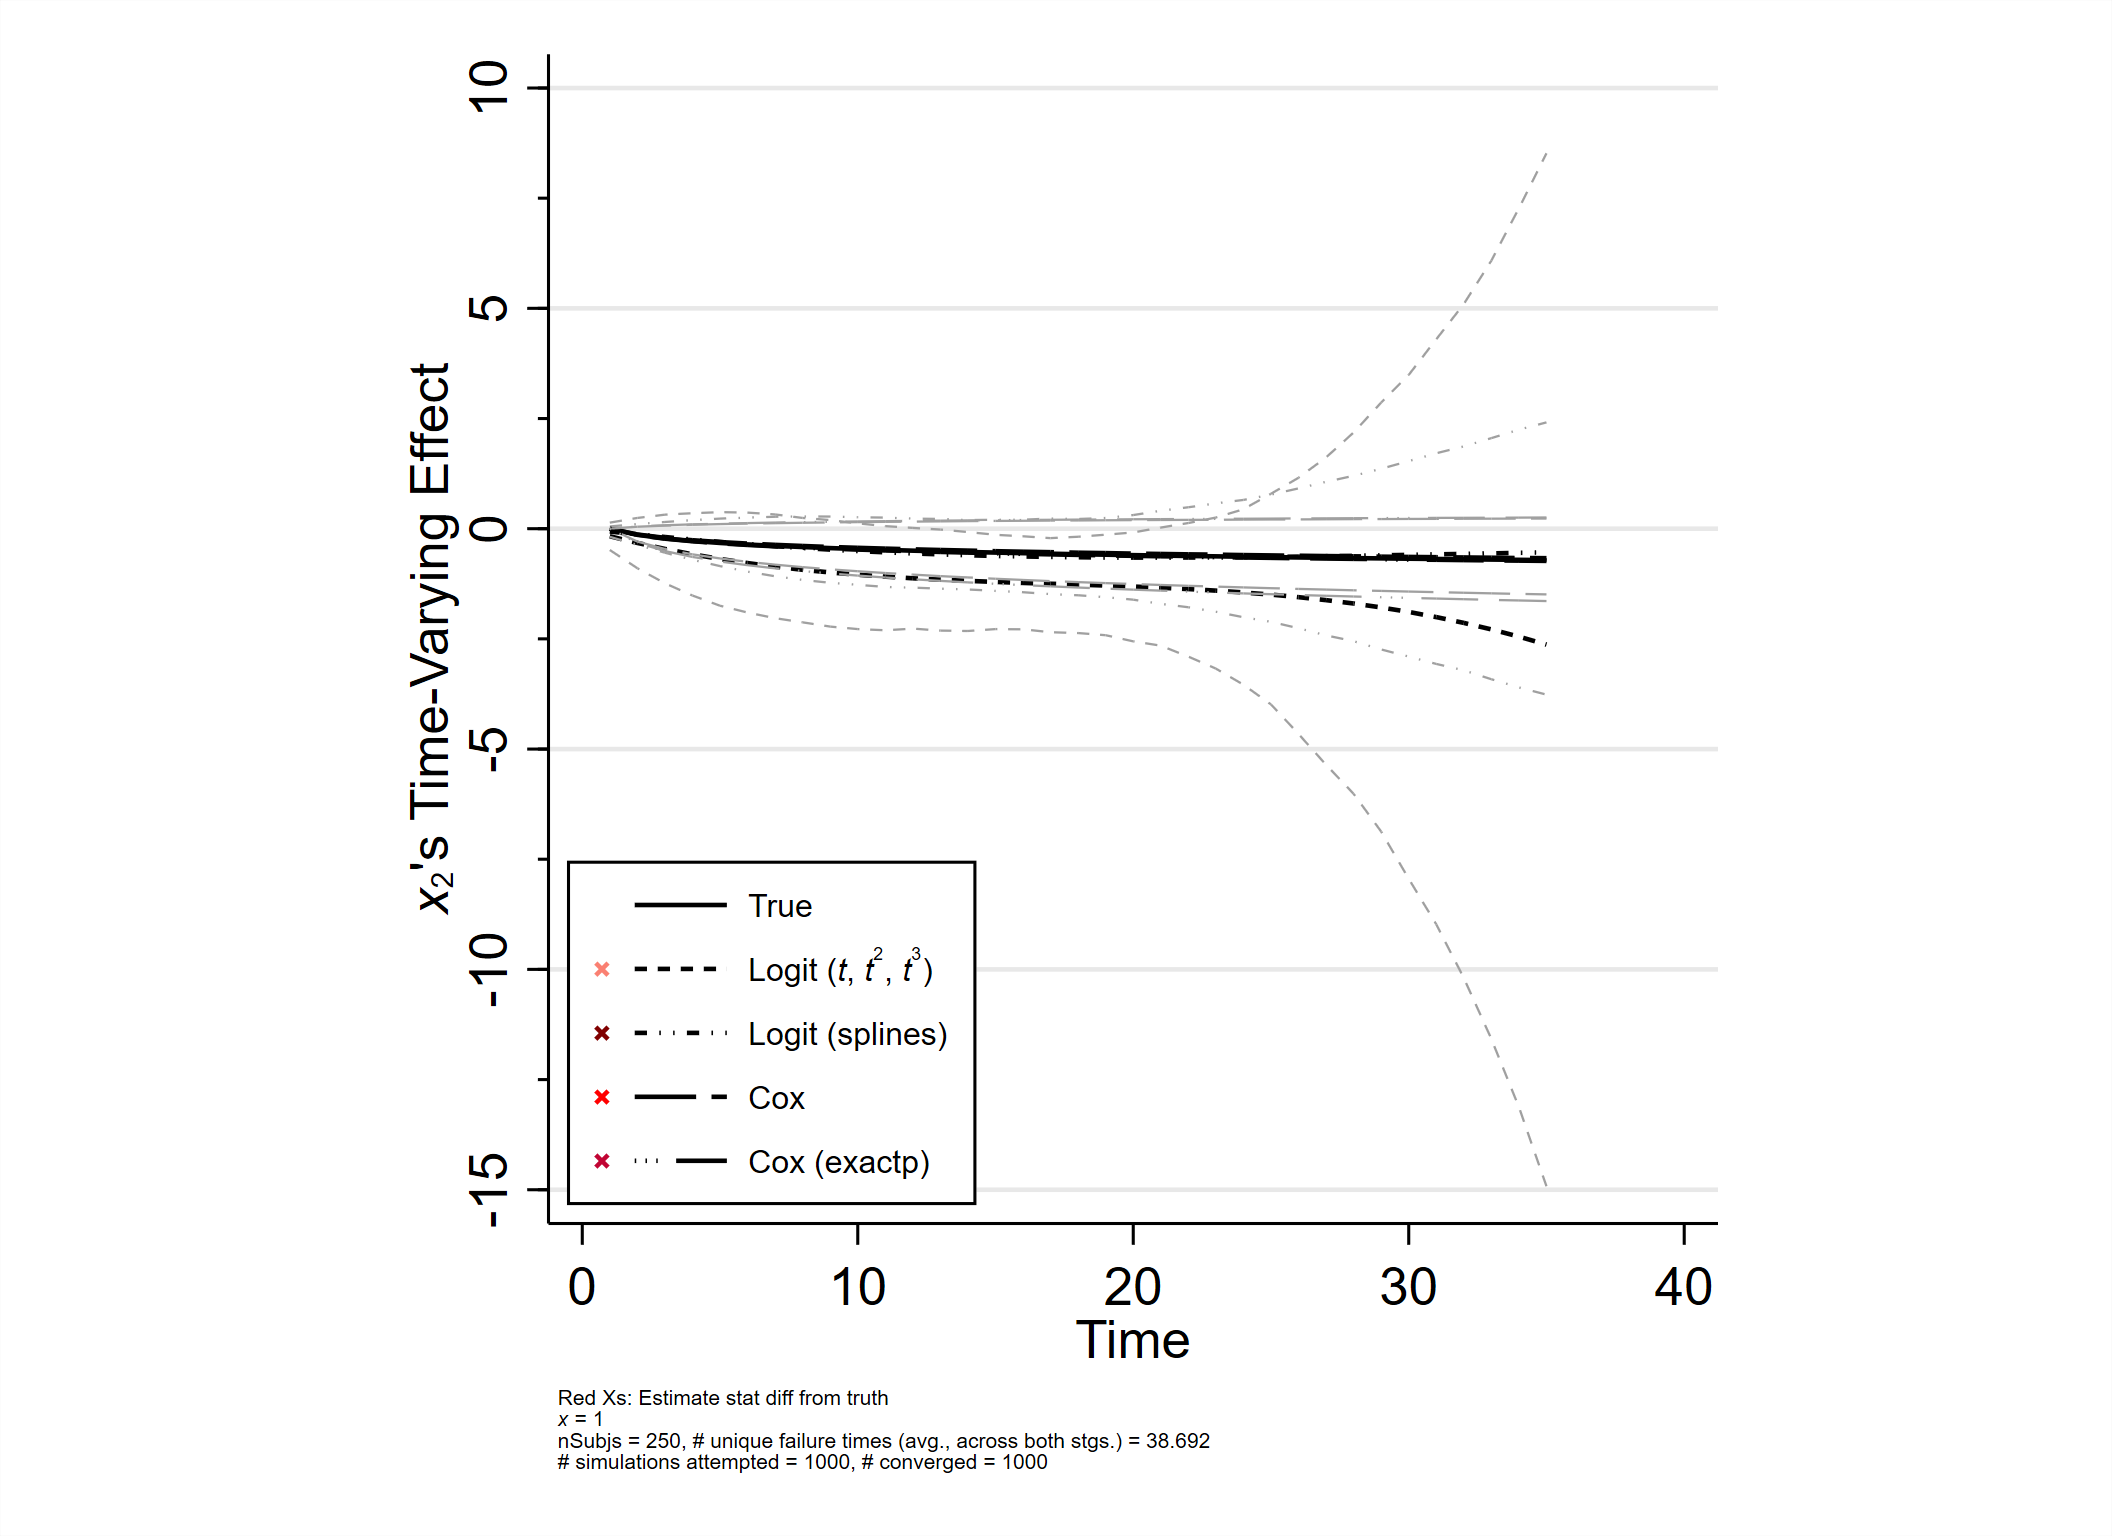 10
5
0
-5
-10
-15
x₂'s Time-Varying Effect
True
Logit (t, t², t³)
Logit (splines)
Cox
Cox (exactp)
0 10 20 30 40
Time
Red Xs: Estimate stat diff from truth
x = 1
nSubjs = 250, # unique failure times (avg., across both stgs.) = 38.692
# simulations attempted = 1000, # converged = 1000